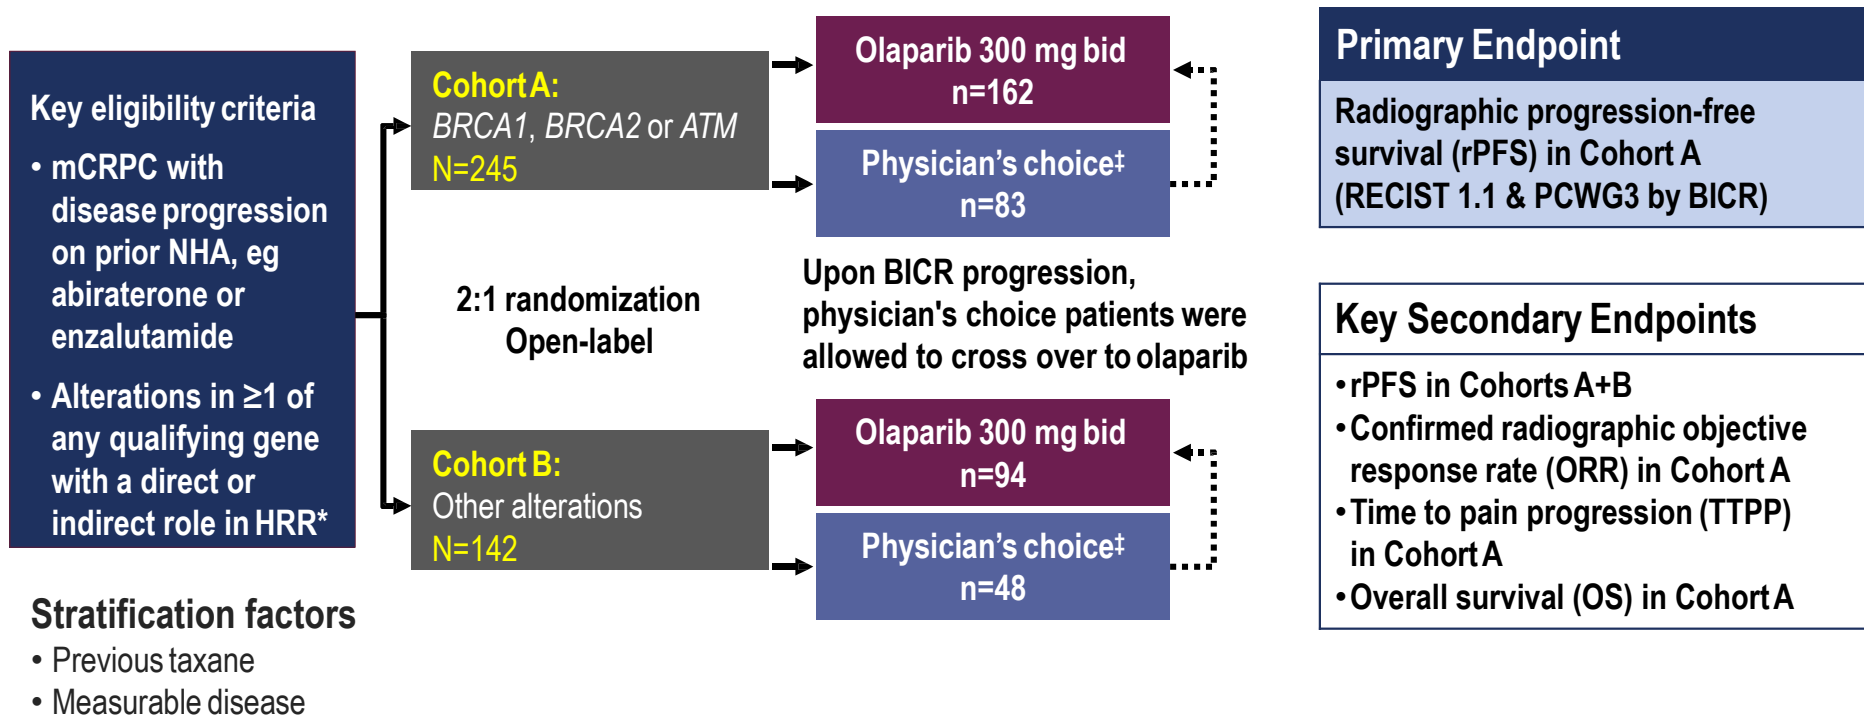 Key eligibility criteria
• mCRPC with
disease progression
on prior NHA, eg
abiraterone or
enzalutamide
• Alterations in ≥1 of
any qualifying gene
with a direct or
indirect role in HRR*
Stratification factors
• Previous taxane
• Measurable disease
Cohort A:
BRCA1, BRCA2 or ATM
N=245
2:1 randomization
Open-label
Cohort B:
Other alterations
N=142
Olaparib 300 mg bid
n=162
Physician’s choice‡
n=83
Upon BICR progression,
physician's choice patients were
allowed to cross over to olaparib
Olaparib 300 mg bid
n=94
Physician’s choice‡
n=48
Primary Endpoint
Radiographic progression-free
survival (rPFS) in Cohort A
(RECIST 1.1 & PCWG3 by BICR)
Key Secondary Endpoints
• rPFS in Cohorts A+B
• Confirmed radiographic objective
response rate (ORR) in Cohort A
• Time to pain progression (TTPP)
in Cohort A
• Overall survival (OS) in Cohort A